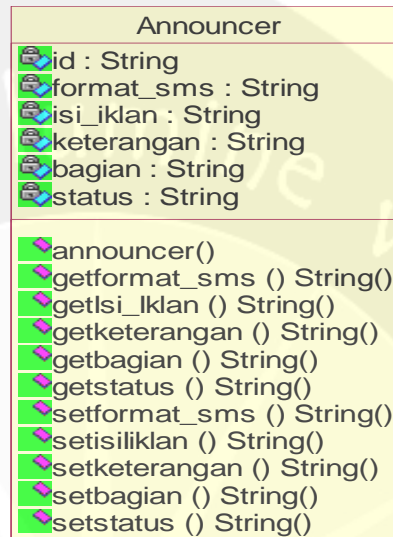 Announcer
id : String
format_sms : String
isi_iklan : String
keterangan : String
bagian : String
status : String
announcer()
getformat_sms () String()
getIsi_Iklan () String()
getketerangan () String()
getbagian () String()
getstatus () String()
setformat_sms () String()
setisiIiklan () String()
setketerangan () String()
setbagian () String()
setstatus () String()